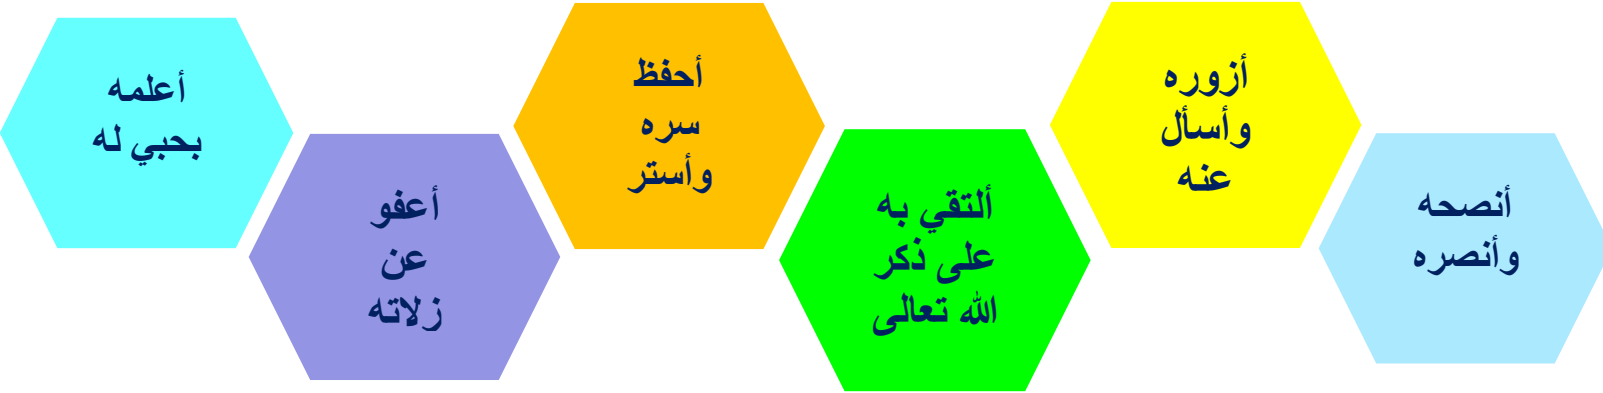 أنصحه
وأنصره
أزوره
وأسأل
عنه
ألتقي به
على ذكر
الله تعالى
أحفظ
سره
وأستر
أعفو
عن
زلاته
أعلمه
بحبي له